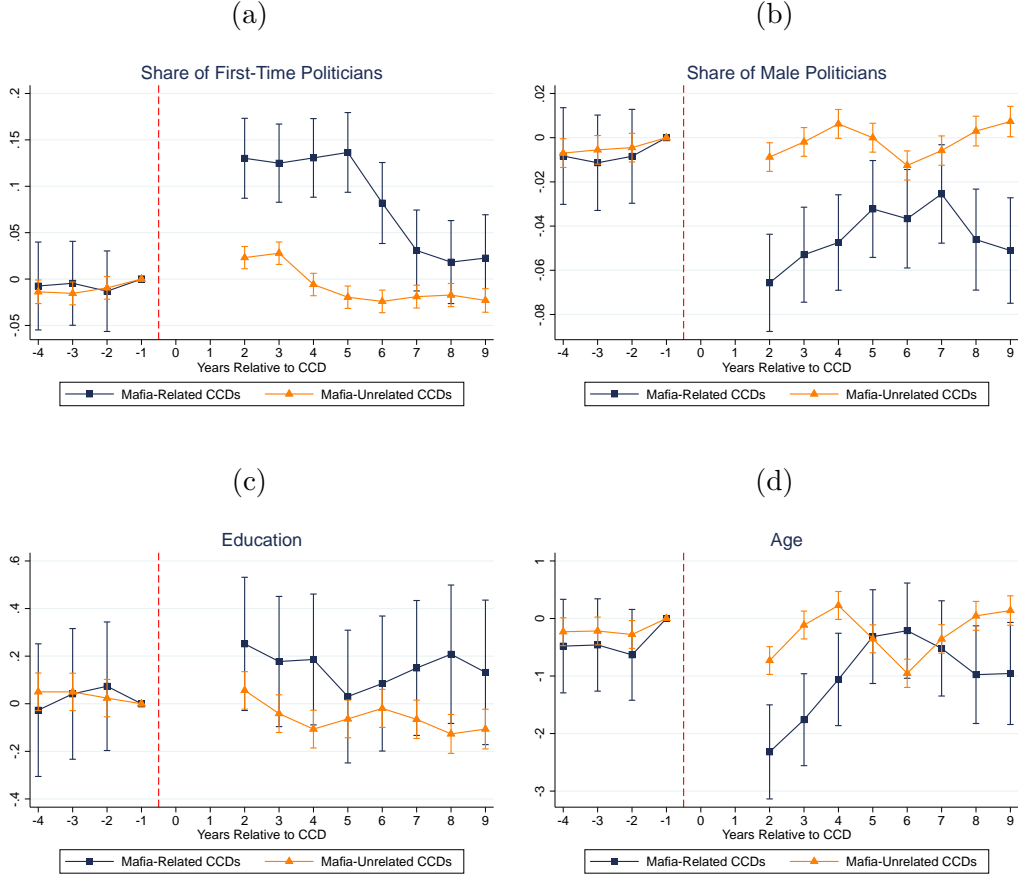 (a)
Share of First-Time Politicians
.2
.15
.1
.05
0
-.05
-4 -3 -2 -1 0 1 2 3 4 5 6 7 8 9
Years Relative to CCD
Mafia-Related CCDs Mafia-Unrelated CCDs
(b)
Share of Male Politicians
.02
0
-.02
-.04
-.06
-.08
-4 -3 -2 -1 0 1 2 3 4 5 6 7 8 9
Years Relative to CCD
Mafia-Related CCDs Mafia-Unrelated CCDs
(c)
Education
.6
.4
.2
0
-.2
-.4
-4 -3 -2 -1 0 1 2 3 4 5 6 7 8 9
Years Relative to CCD
Mafia-Related CCDs Mafia-Unrelated CCDs
(d)
Age
1
0
-1
-2
-3
-4 -3 -2 -1 0 1 2 3 4 5 6 7 8 9
Years Relative to CCD
Mafia-Related CCDs Mafia-Unrelated CCDs